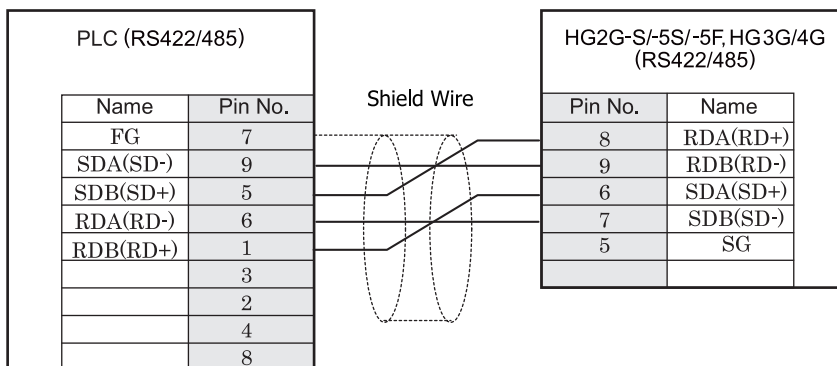 PLC (RS422/485)
Name Pin No.
FG 7
SDA(SD-) 9
SDB(SD+) 5
RDA(RD-) 6
RDB(RD+) 1
3
2
4
8
Shield Wire
HG2G-S/-5S/-5F, HG3G/4G
(RS422/485)
Pin No. Name
8 RDA(RD+)
9 RDB(RD-)
6 SDA(SD+)
7 SDB(SD-)
5 SG